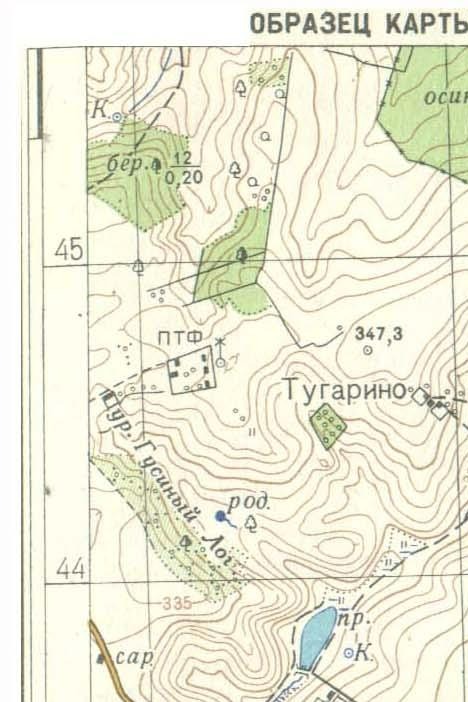 ОБРАЗЕЦ КАРТЫ
К.
осин
бер. 12
0,20
45
ПТФ
347,3
Тугарино
ур. Гусиный Лог
род.
44
335
пр.
К.
сар.